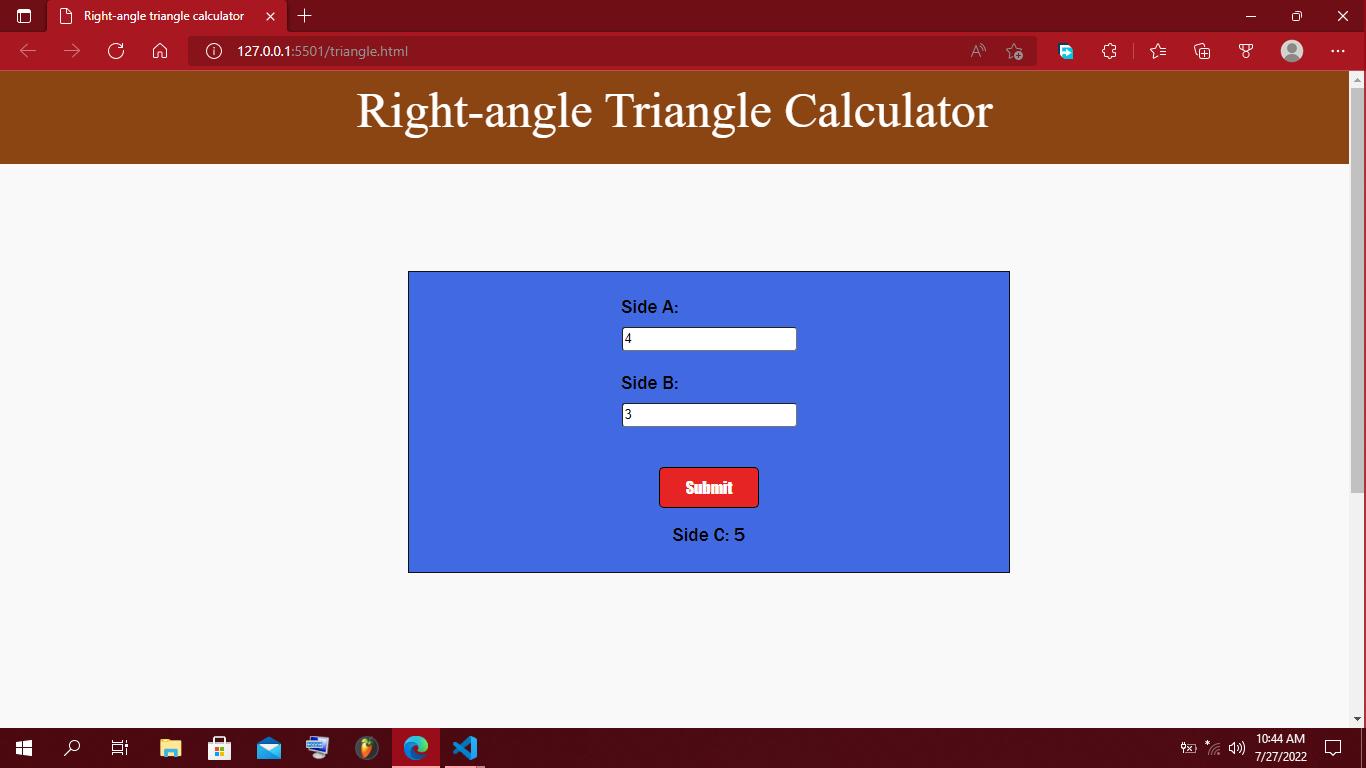 Right-angle triangle calculator
127.0.0.1:5501/triangle.html
Right-angle Triangle Calculator
Side A:
4
Side B:
3
Submit
Side C: 5
10:44 AM
7/27/2022